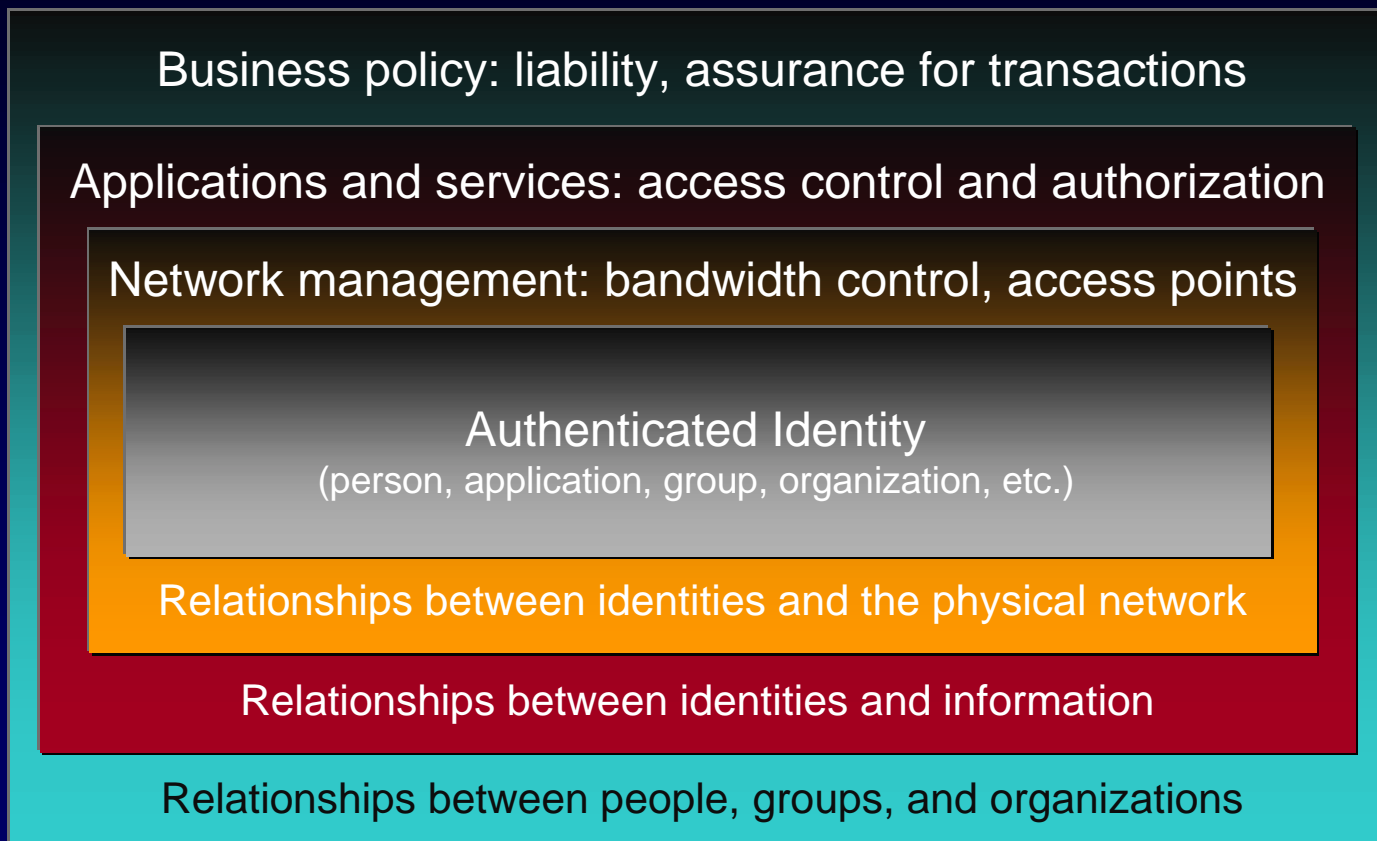 Business policy: liability, assurance for transactions
Applications and services: access control and authorization
Network management: bandwidth control, access points
Authenticated Identity
(person, application, group, organization, etc.)
Relationships between identities and the physical network
Relationships between identities and information
Relationships between people, groups, and organizations